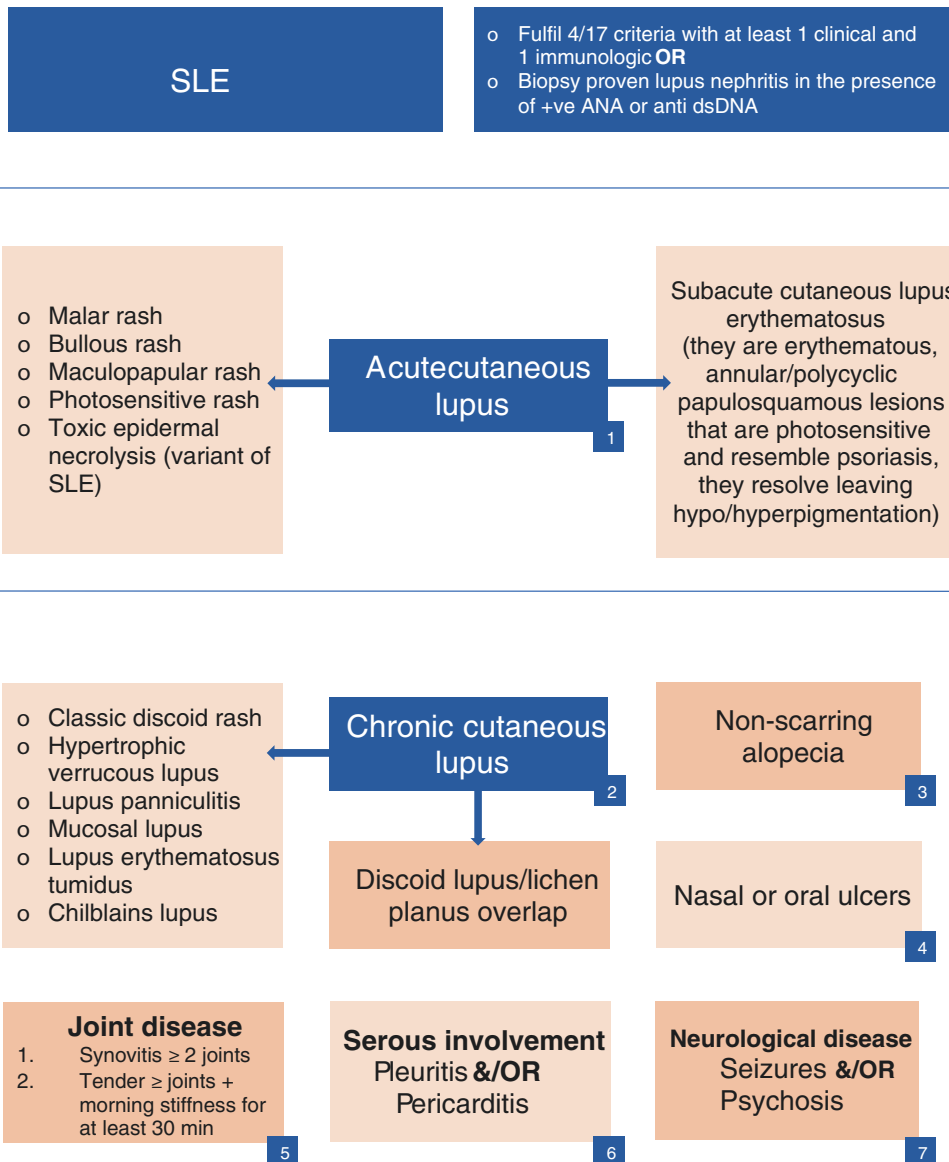 SLE
o Fulfil 4/17 criteria with at least 1 clinical and
1 immunologic OR
o Biopsy proven lupus nephritis in the presence
of +ve ANA or anti dsDNA
o Malar rash
o Bullous rash
o Maculopapular rash
o Photosensitive rash
o Toxic epidermal
necrolysis (variant of
SLE)
Acutecutaneous
lupus
1
Subacute cutaneous lupus
erythematosus
(they are erythematous,
annular/polycyclic
papulosquamous lesions
that are photosensitive
and resemble psoriasis,
they resolve leaving
hypo/hyperpigmentation)
o Classic discoid rash
o Hypertrophic
verrucous lupus
o Lupus panniculitis
o Mucosal lupus
o Lupus erythematosus
tumidus
o Chilblains lupus
Chronic cutaneous
lupus
2
Discoid lupus/lichen
planus overlap
Non-scarring
alopecia
3
Nasal or oral ulcers
4
Joint disease
1. Synovitis ≥ 2 joints
2. Tender ≥ joints +
morning stiffness for
at least 30 min
5
Serous involvement
Pleuritis &/OR
Pericarditis
6
Neurological disease
Seizures &/OR
Psychosis
7